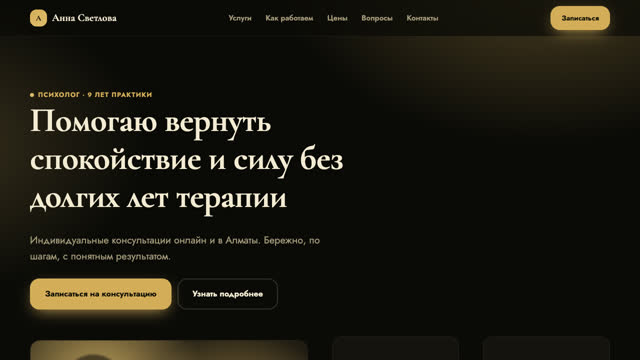 А Анна Светлова
Услуги Как работаем Цены Вопросы Контакты
Записаться
ПСИХОЛОГ · 9 ЛЕТ ПРАКТИКИ
Помогаю вернуть
спокойствие и силу без
долгих лет терапии
Индивидуальные консультации онлайн и в Алматы. Бережно, по
шагам, с понятным результатом.
Записаться на консультацию Узнать подробнее